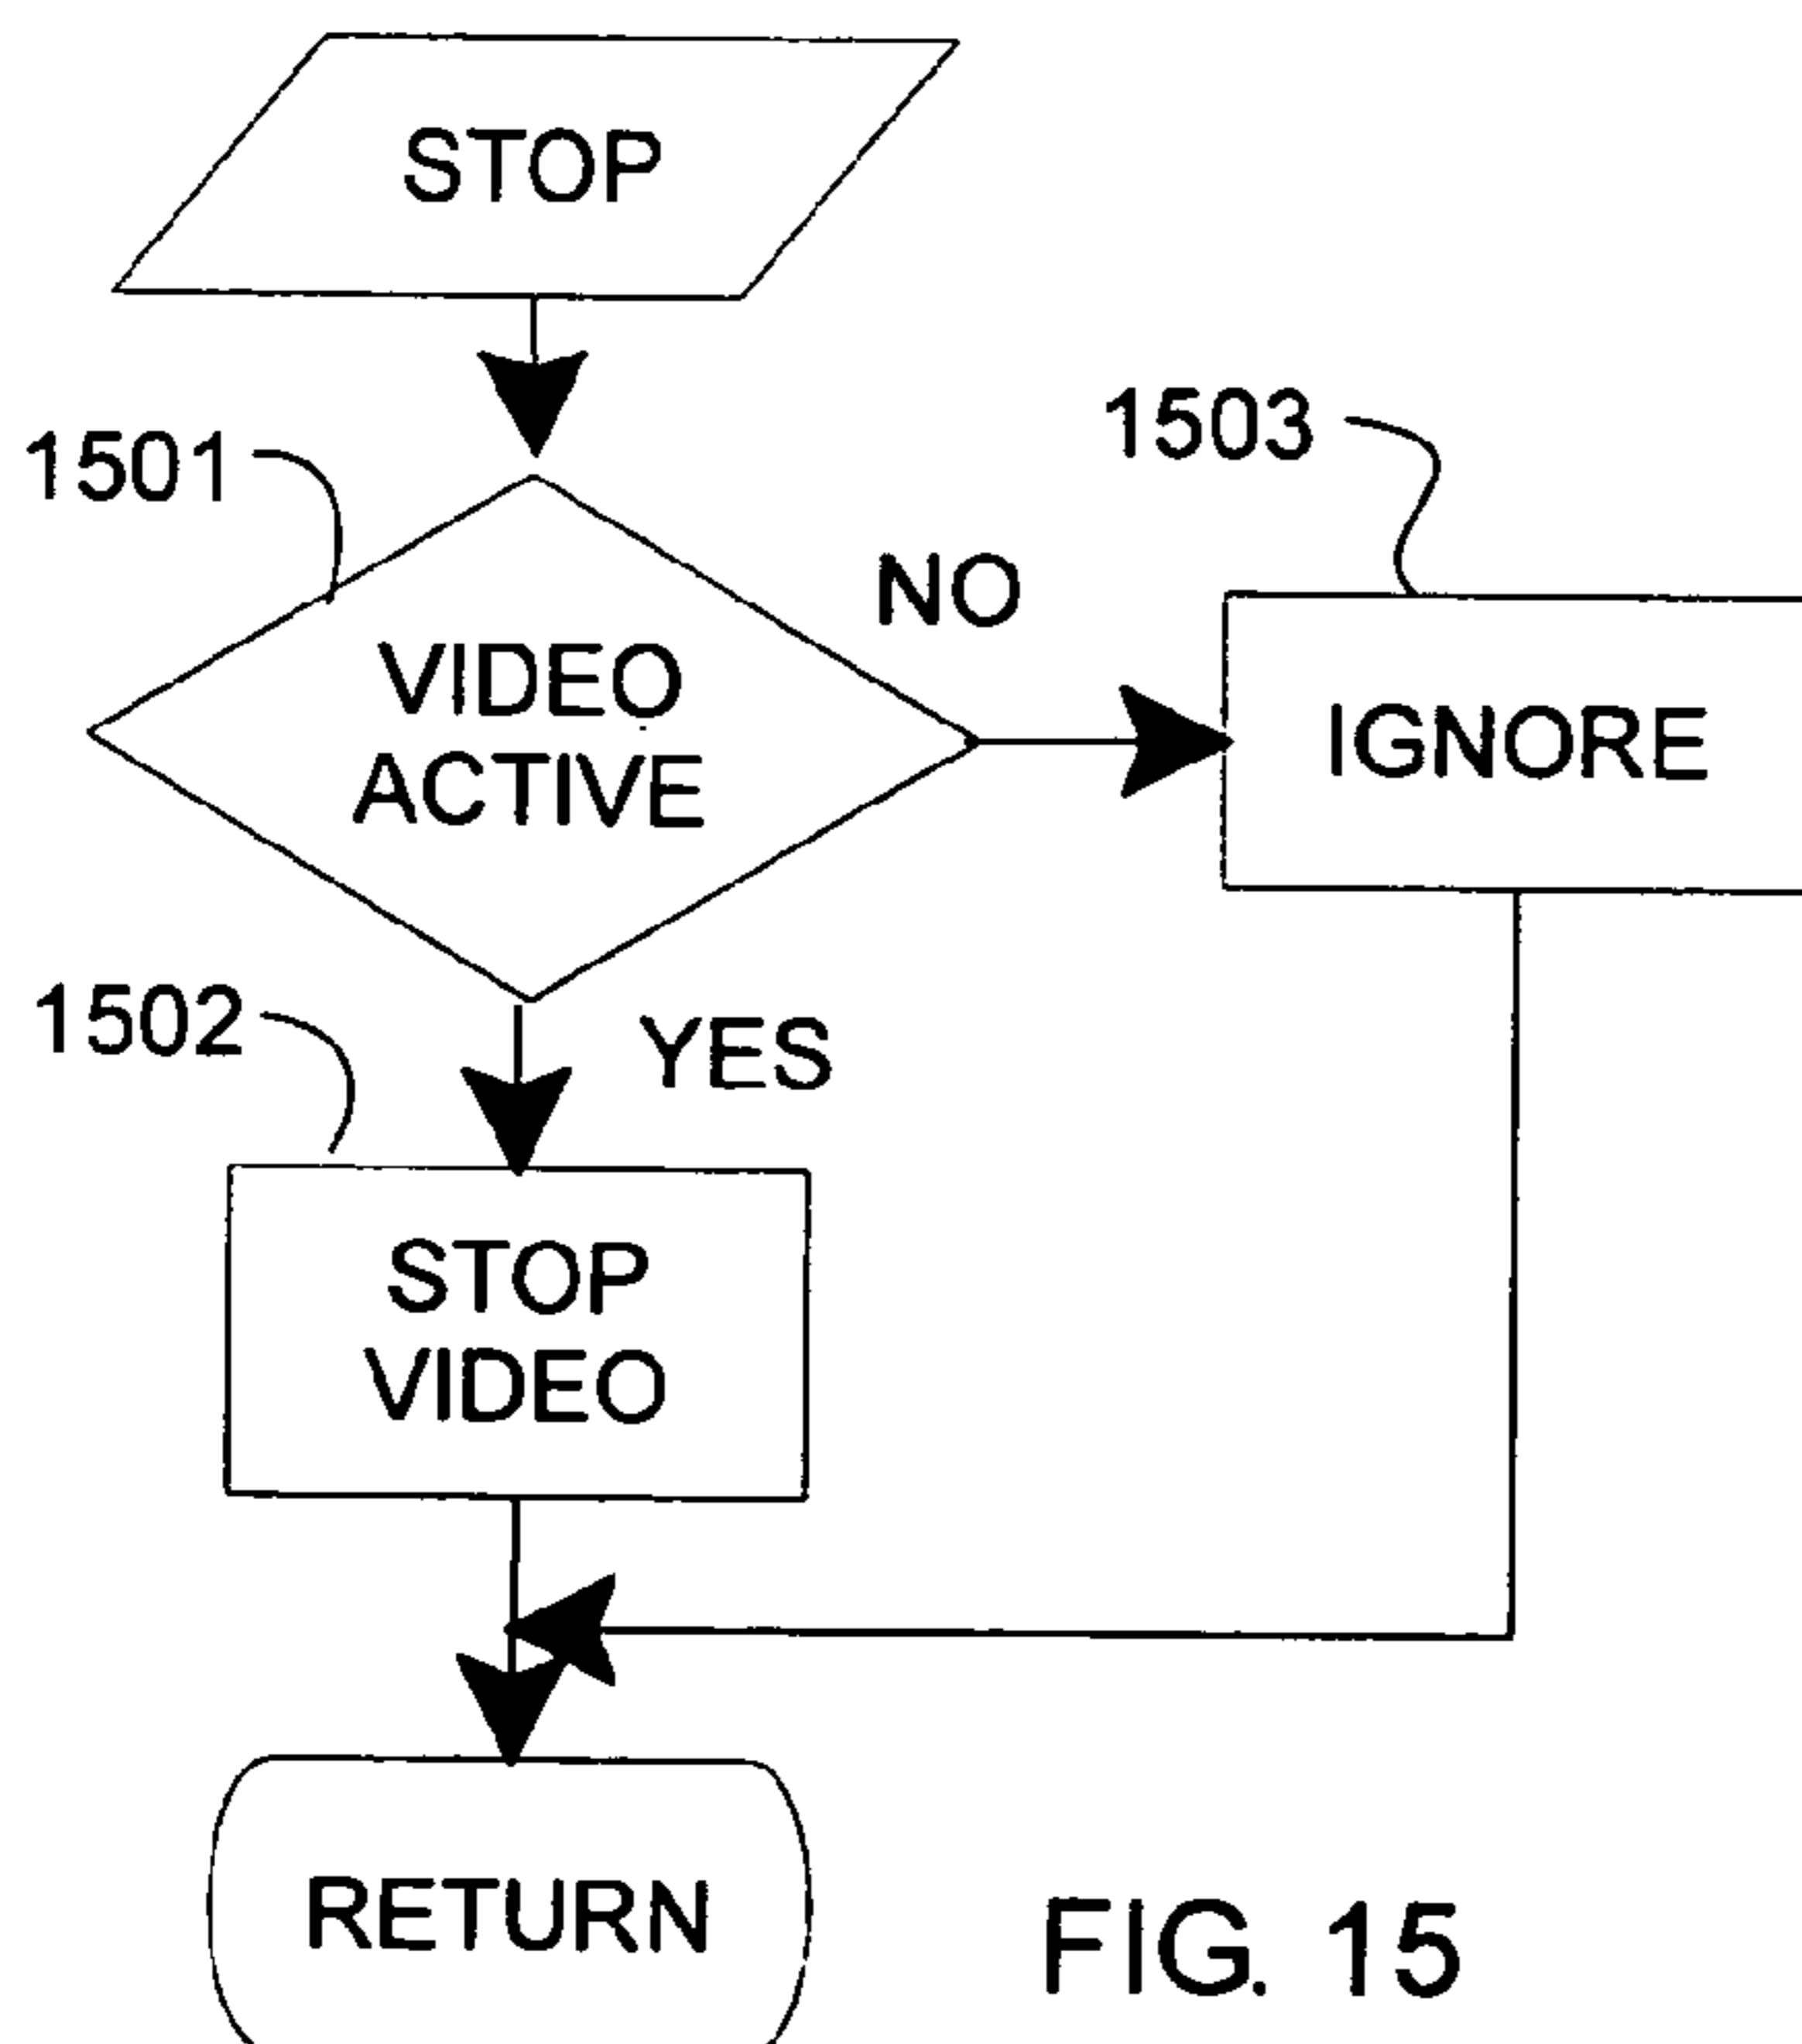 STOP
1501
1503
NO
VIDEO
ACTIVE
IGNORE
1502
YES
STOP
VIDEO
RETURN
FIG. 15